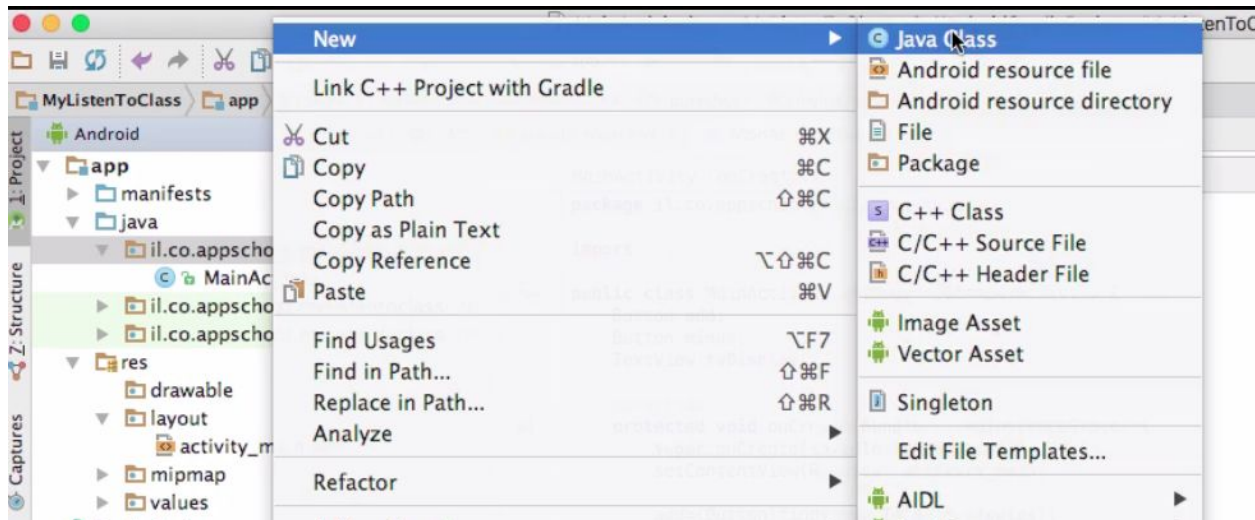 enToC
MyListenToClass app
Android
1: Project
app
manifests
java
il.co.appscho
MainAc
il.co.appscho
il.co.appscho
Z: Structure
res
drawable
layout
activity_m
mipmap
values
Captures
New
Link C++ Project with Gradle
Cut ⌘X
Copy ⌘C
Copy Path ⇧⌘C
Copy as Plain Text
Copy Reference ⌥⇧⌘C
Paste ⌘V
Find Usages ⌥F7
Find in Path... ⇧⌘F
Replace in Path... ⇧⌘R
Analyze
Refactor
Java Class
Android resource file
Android resource directory
File
Package
C++ Class
C/C++ Source File
C/C++ Header File
Image Asset
Vector Asset
Singleton
Edit File Templates...
AIDL